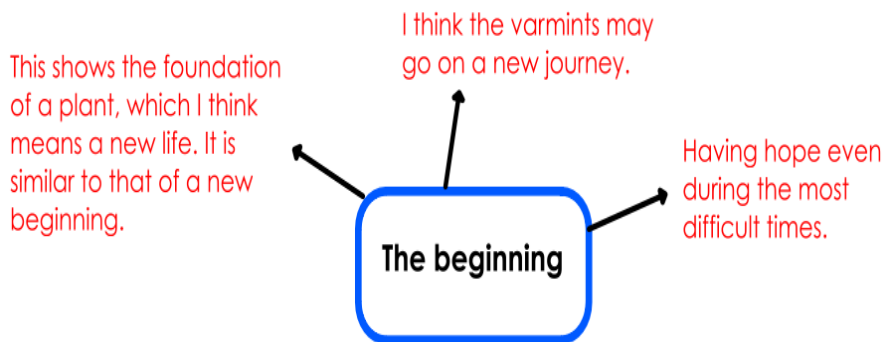 This shows the foundation
of a plant, which I think
means a new life. It is
similar to that of a new
beginning.
I think the varmints may
go on a new journey.
Having hope even
during the most
difficult times.
The beginning